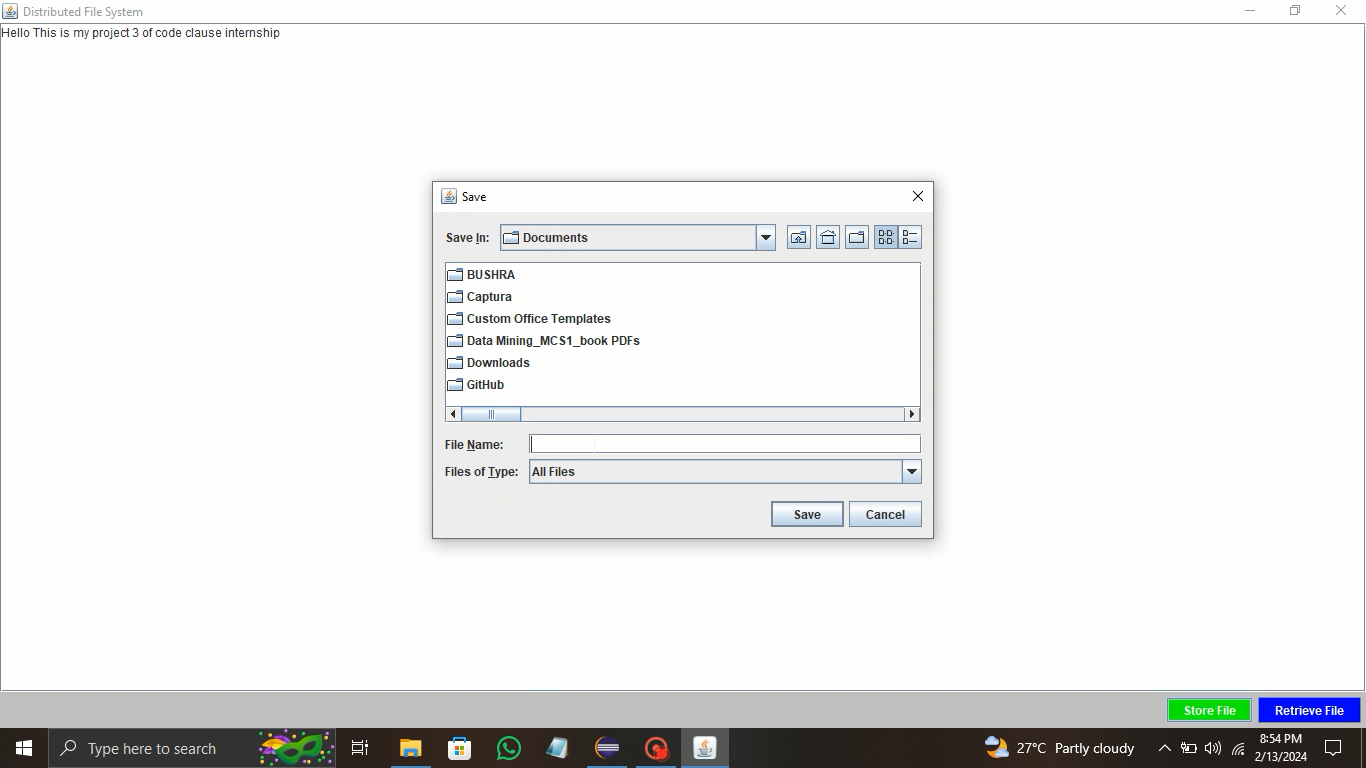 Distributed File System
Hello This is my project 3 of code clause internship
Save
Save In: Documents
BUSHRA
Captura
Custom Office Templates
Data Mining_MCS1_book PDFs
Downloads
GitHub
File Name:
Files of Type: All Files
Save Cancel
Store File Retrieve File
Type here to search
27°C Partly cloudy
8:54 PM
2/13/2024